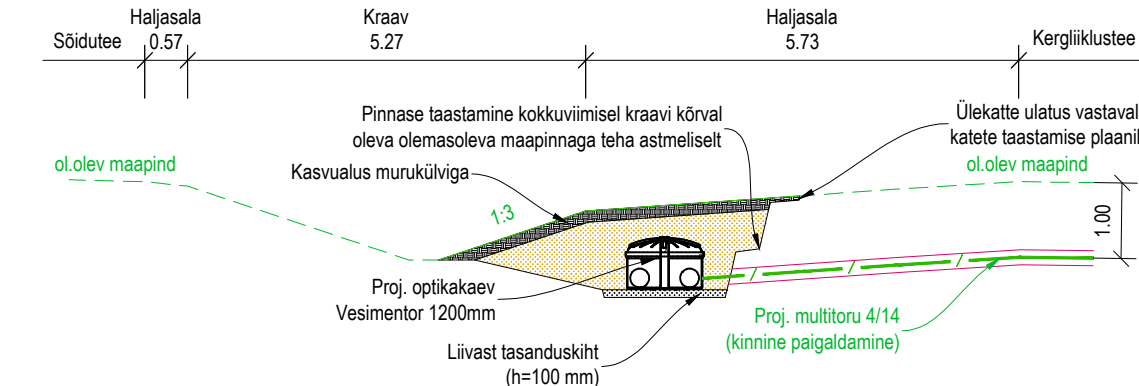 Haljasala
Kraav
Haljasala
Sõidutee
0.57
5.27
5.73
Kergliiklustee
Pinnase taastamine kokkuviimisel kraavi kõrval
oleva olemasoleva maapinnaga teha astmeliselt
Ülekatte ulatus vastaval
katete taastamise plaanil
ol.olev maapind
ol.olev maapind
Kasvualus murukülviga
1:3
1.00
Proj. optikakaev
Vesimentor 1200mm
Proj. multitoru 4/14
(kinnine paigaldamine)
Liivast tasanduskiht
(h=100 mm)